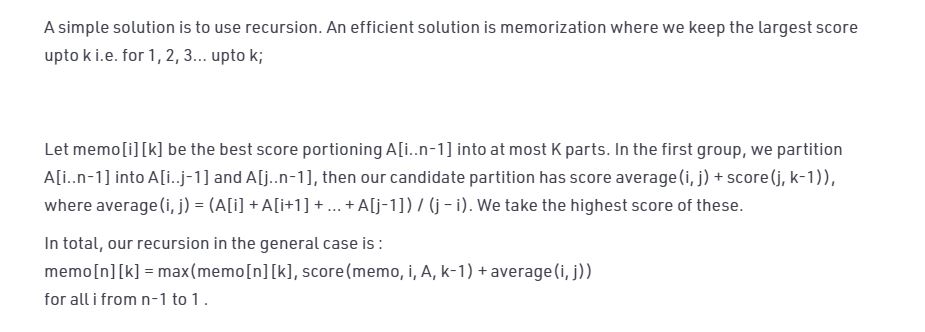 A simple solution is to use recursion. An efficient solution is memorization where we keep the largest score
upto k i.e. for 1, 2, 3... upto k;
Let memo[i][k] be the best score portioning A[i..n-1] into at most K parts. In the first group, we partition
A[i..n-1] into A[i..j-1] and A[j..n-1], then our candidate partition has score average(i, j) + score(j, k-1)),
where average(i, j) = (A[i] + A[i+1] + ... + A[j-1]) / (j - i). We take the highest score of these.
In total, our recursion in the general case is :
memo[n][k] = max(memo[n][k], score(memo, i, A, k-1) + average(i, j))
for all i from n-1 to 1 .